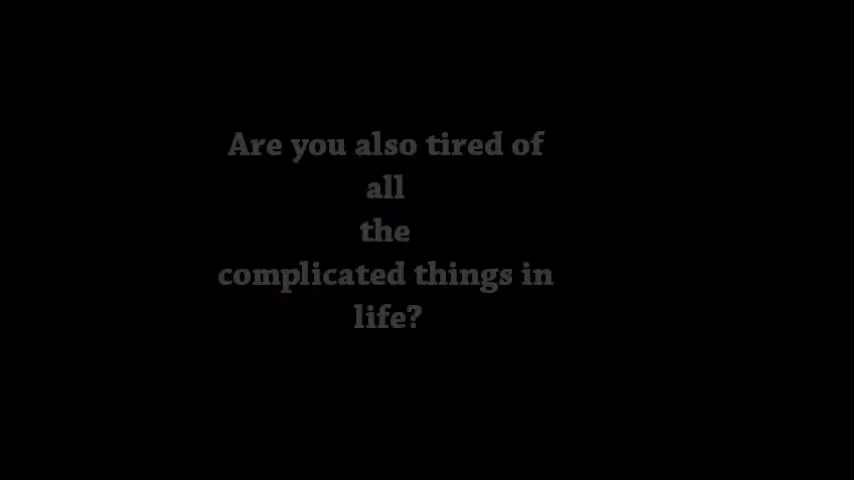 Are you also tired of
all
the
complicated things in
life?